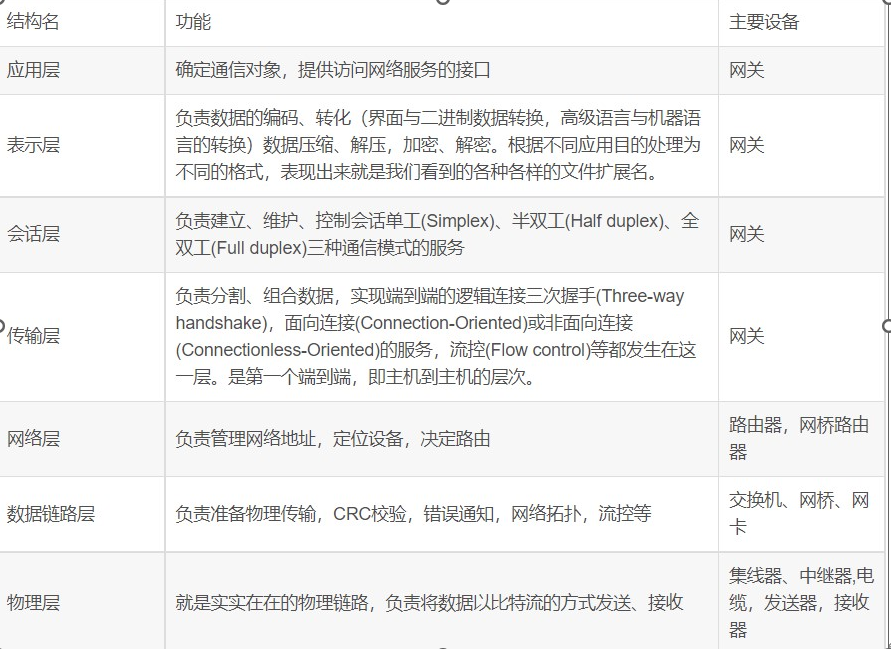 结构名
功能
主要设备
应用层
确定通信对象，提供访问网络服务的接口
网关
表示层
负责数据的编码、转化（界面与二进制数据转换，高级语言与机器语
言的转换）数据压缩、解压，加密、解密。根据不同应用目的处理为
不同的格式，表现出来就是我们看到的各种各样的文件扩展名。
网关
会话层
负责建立、维护、控制会话单工(Simplex)、半双工(Half duplex)、全
双工(Full duplex)三种通信模式的服务
网关
传输层
负责分割、组合数据，实现端到端的逻辑连接三次握手(Three-way
handshake)，面向连接(Connection-Oriented)或非面向连接
(Connectionless-Oriented)的服务，流控(Flow control)等都发生在这
一层。是第一个端到端，即主机到主机的层次。
网关
网络层
负责管理网络地址，定位设备，决定路由
路由器，网桥路由
器
数据链路层
负责准备物理传输，CRC校验，错误通知，网络拓扑，流控等
交换机、网桥、网
卡
物理层
就是实实在在的物理链路，负责将数据以比特流的方式发送、接收
集线器、中继器,电
缆，发送器，接收
器